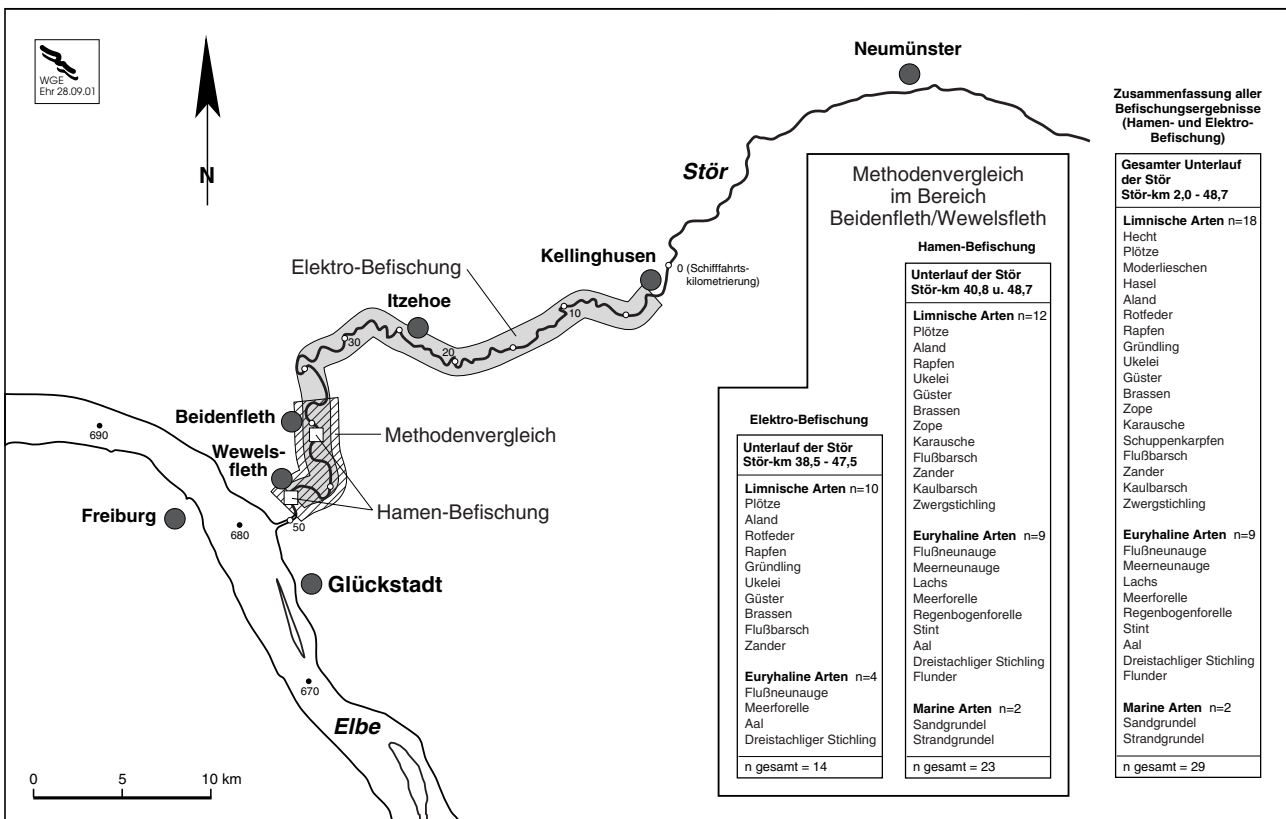 WGE
Ehr 28.09.01
N
Neumünster
Stör
Kellinghusen
0 (Schifffahrts-
kilometrierung)
Elektro-Befischung
Itzehoe
10
20
30
Beidenfleth
Methodenvergleich
Wewels-
fleth
Hamen-Befischung
50
Freiburg
690
680
Glückstadt
670
Elbe
0 5 10 km
Methodenvergleich
im Bereich
Beidenfleth/Wewelsfleth
Elektro-Befischung
Unterlauf der Stör
Stör-km 38,5 - 47,5
Limnische Arten n=10
Plötze
Aland
Rotfeder
Rapfen
Gründling
Ukelei
Güster
Brassen
Flußbarsch
Zander
Euryhaline Arten n=4
Flußneunauge
Meerforelle
Aal
Dreistachliger Stichling
n gesamt = 14
Hamen-Befischung
Unterlauf der Stör
Stör-km 40,8 u. 48,7
Limnische Arten n=12
Plötze
Aland
Rapfen
Ukelei
Güster
Brassen
Zope
Karausche
Flußbarsch
Zander
Kaulbarsch
Zwergstichling
Euryhaline Arten n=9
Flußneunauge
Meerneunauge
Lachs
Meerforelle
Regenbogenforelle
Stint
Aal
Dreistachliger Stichling
Flunder
Marine Arten n=2
Sandgrundel
Strandgrundel
n gesamt = 23
Zusammenfassung aller
Befischungsergebnisse
(Hamen- und Elektro-
Befischung)
Gesamter Unterlauf
der Stör
Stör-km 2,0 - 48,7
Limnische Arten n=18
Hecht
Plötze
Moderlieschen
Hasel
Aland
Rotfeder
Rapfen
Gründling
Ukelei
Güster
Brassen
Zope
Karausche
Schuppenkarpfen
Flußbarsch
Zander
Kaulbarsch
Zwergstichling
Euryhaline Arten n=9
Flußneunauge
Meerneunauge
Lachs
Meerforelle
Regenbogenforelle
Stint
Aal
Dreistachliger Stichling
Flunder
Marine Arten n=2
Sandgrundel
Strandgrundel
n gesamt = 29